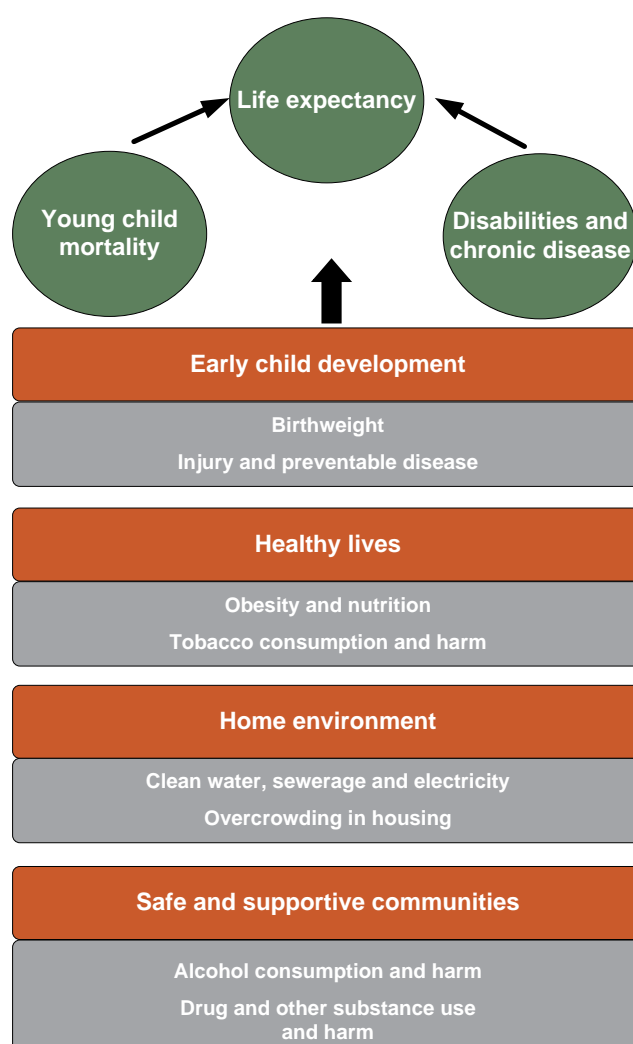 Life expectancy
Young child
mortality
Disabilities and
chronic disease
Early child development
Birthweight
Injury and preventable disease
Healthy lives
Obesity and nutrition
Tobacco consumption and harm
Home environment
Clean water, sewerage and electricity
Overcrowding in housing
Safe and supportive communities
Alcohol consumption and harm
Drug and other substance use
and harm